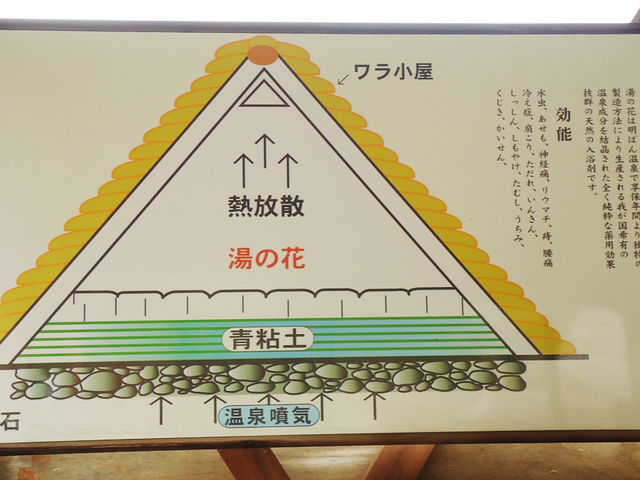 ワラ小屋
湯の花は明ばん温泉で享保年間より独特の
製造方法により生産される我が国希有の
温泉成分を結晶された全く純粋な薬用効果
抜群の天然の入浴剤です。
効能
水虫、あせも、神経痛、リウマチ、痔、腰痛
冷え症、肩こり、ただれ、いんきん、
しっしん、しもやけ、たむし、うちみ、
くじき、かいせん、
熱放散
湯の花
青粘土
温泉噴気
石